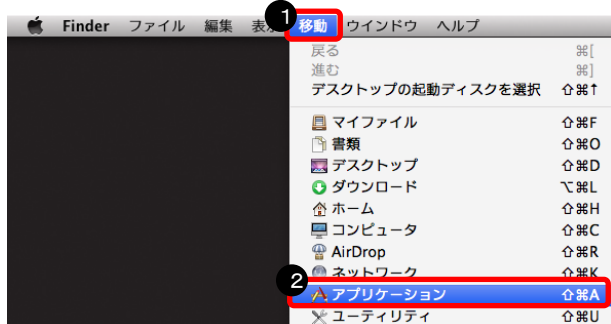 Finder ファイル 編集 表示 移動 ウインドウ ヘルプ
1
戻る ⌘[
進む ⌘]
デスクトップの起動ディスクを選択 ⇧⌘↑
マイファイル ⇧⌘F
書類 ⇧⌘O
デスクトップ ⇧⌘D
ダウンロード ⌥⌘L
ホーム ⇧⌘H
コンピュータ ⇧⌘C
AirDrop ⇧⌘R
ネットワーク ⇧⌘K
2
アプリケーション ⇧⌘A
ユーティリティ ⇧⌘U